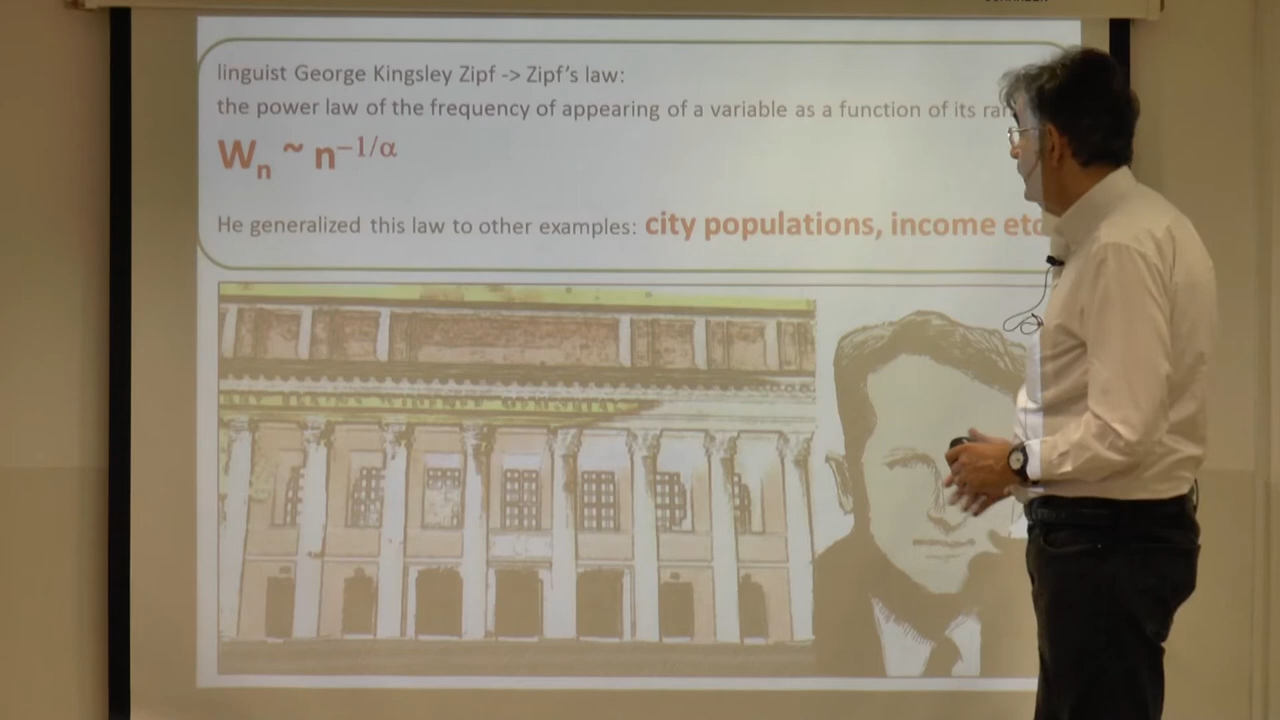 linguist George Kingsley Zipf -> Zipf's law:
the power law of the frequency of appearing of a variable as a function of its
Wn ~ n−1/α
He generalized this law to other examples: city populations, income etc